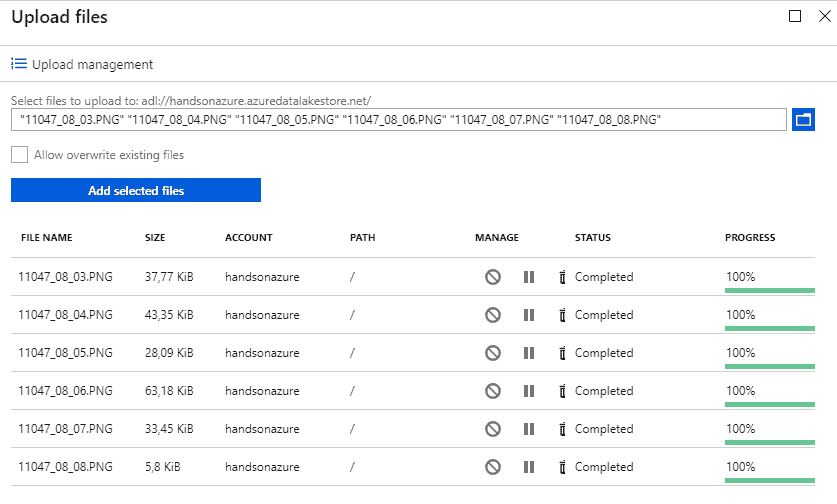 Upload files
Upload management
Select files to upload to: adl://handsonazure.azuredatalakestore.net/
"11047_08_03.PNG" "11047_08_04.PNG" "11047_08_05.PNG" "11047_08_06.PNG" "11047_08_07.PNG" "11047_08_08.PNG"
Allow overwrite existing files
Add selected files
FILE NAME SIZE ACCOUNT PATH MANAGE STATUS PROGRESS
11047_08_03.PNG 37,77 KiB handsonazure / Completed 100%
11047_08_04.PNG 43,35 KiB handsonazure / Completed 100%
11047_08_05.PNG 28,09 KiB handsonazure / Completed 100%
11047_08_06.PNG 63,18 KiB handsonazure / Completed 100%
11047_08_07.PNG 33,45 KiB handsonazure / Completed 100%
11047_08_08.PNG 5,8 KiB handsonazure / Completed 100%